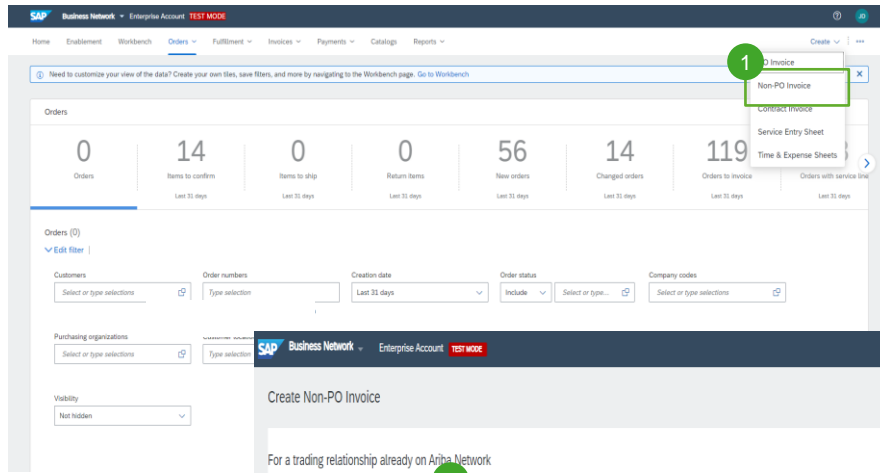 SAP Business Network Enterprise Account TEST MODE JD
Home Enablement Workbench Orders Fulfillment Invoices Payments Catalogs Reports Create
Need to customize your view of the data? Create your own tiles, save filters, and more by navigating to the Workbench page. Go to Workbench
1
O Invoice
Non-PO Invoice
Contract Invoice
Service Entry Sheet
Time & Expense Sheets
Orders
0 14 0 0 56 14 119
Orders Items to confirm Items to ship Return items New orders Changed orders Orders to invoice Orders with service line
Last 31 days Last 31 days Last 31 days Last 31 days Last 31 days Last 31 days Last 31 days
Orders (0)
Edit filter
Customers Order numbers Creation date Order status Company codes
Select or type selections Type selection Last 31 days Include Select or type... Select or type selections
Purchasing organizations
Select or type selections Type selection
Visibility
Not hidden
SAP Business Network Enterprise Account TEST MODE
Create Non-PO Invoice
For a trading relationship already on Ariba Network